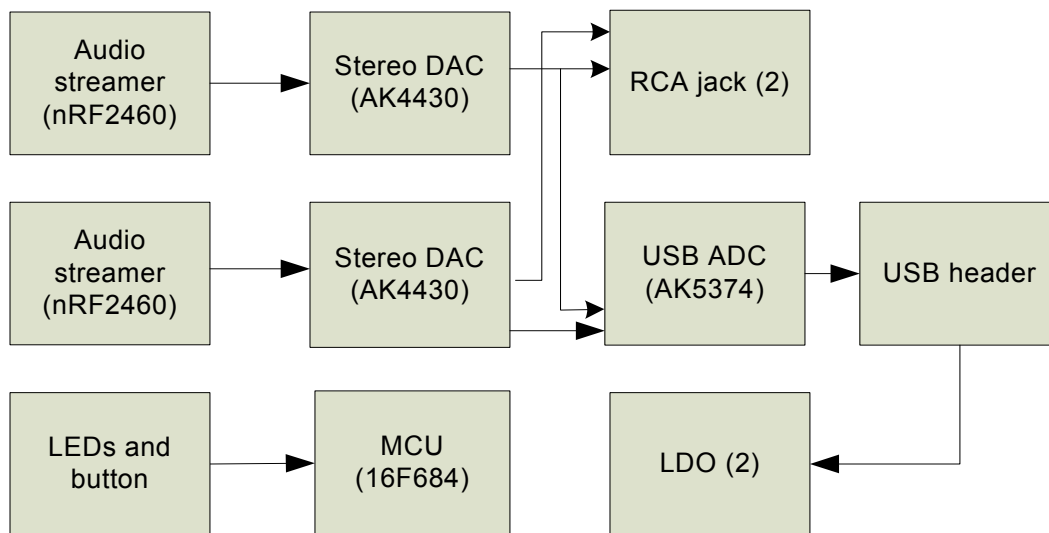 Audio
streamer
(nRF2460)
Stereo DAC
(AK4430)
RCA jack (2)
Audio
streamer
(nRF2460)
Stereo DAC
(AK4430)
USB ADC
(AK5374)
USB header
LEDs and
button
MCU
(16F684)
LDO (2)